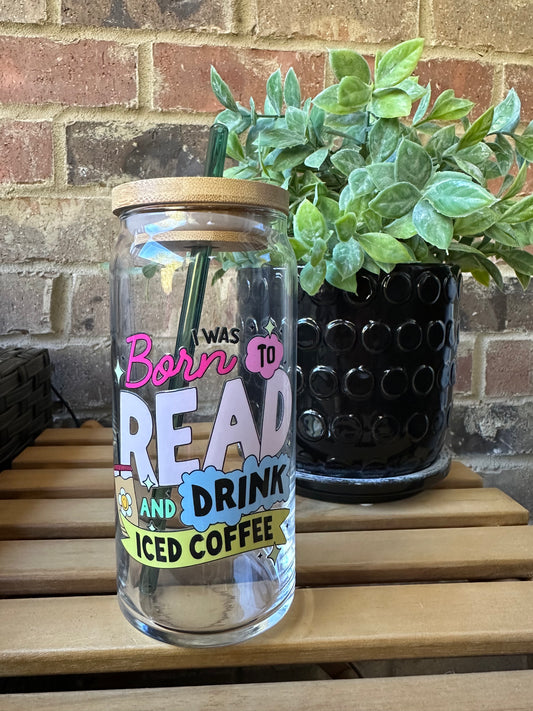 I WAS
Born TO
READ
AND DRINK
ICED COFFEE